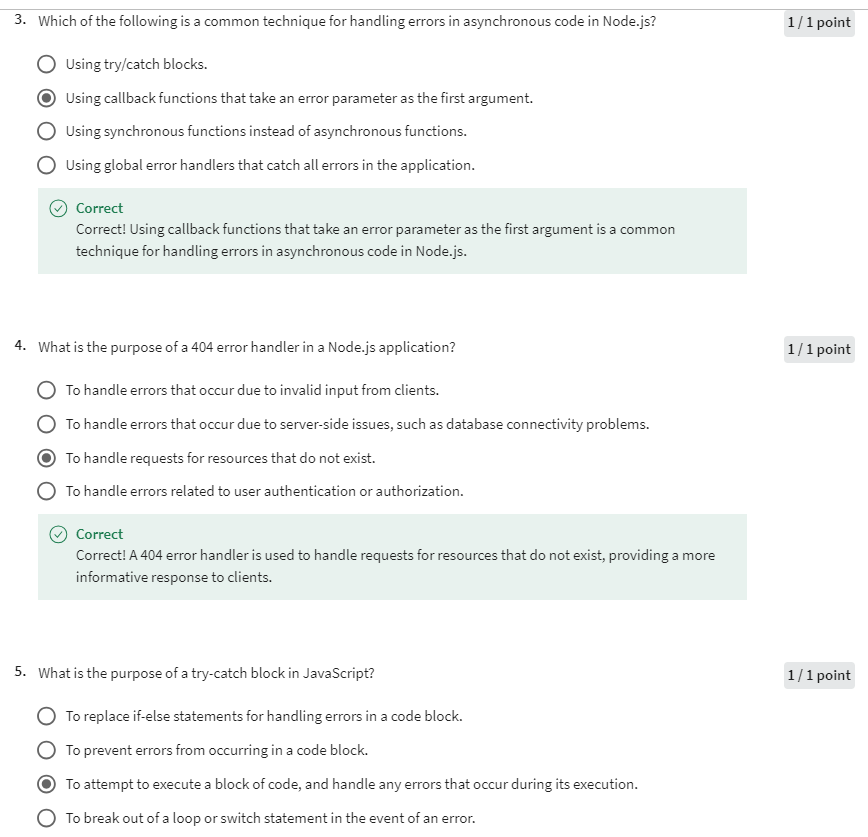 3. Which of the following is a common technique for handling errors in asynchronous code in Node.js? 1 / 1 point
Using try/catch blocks.
Using callback functions that take an error parameter as the first argument.
Using synchronous functions instead of asynchronous functions.
Using global error handlers that catch all errors in the application.
Correct
Correct! Using callback functions that take an error parameter as the first argument is a common
technique for handling errors in asynchronous code in Node.js.
4. What is the purpose of a 404 error handler in a Node.js application? 1 / 1 point
To handle errors that occur due to invalid input from clients.
To handle errors that occur due to server-side issues, such as database connectivity problems.
To handle requests for resources that do not exist.
To handle errors related to user authentication or authorization.
Correct
Correct! A 404 error handler is used to handle requests for resources that do not exist, providing a more
informative response to clients.
5. What is the purpose of a try-catch block in JavaScript? 1 / 1 point
To replace if-else statements for handling errors in a code block.
To prevent errors from occurring in a code block.
To attempt to execute a block of code, and handle any errors that occur during its execution.
To break out of a loop or switch statement in the event of an error.